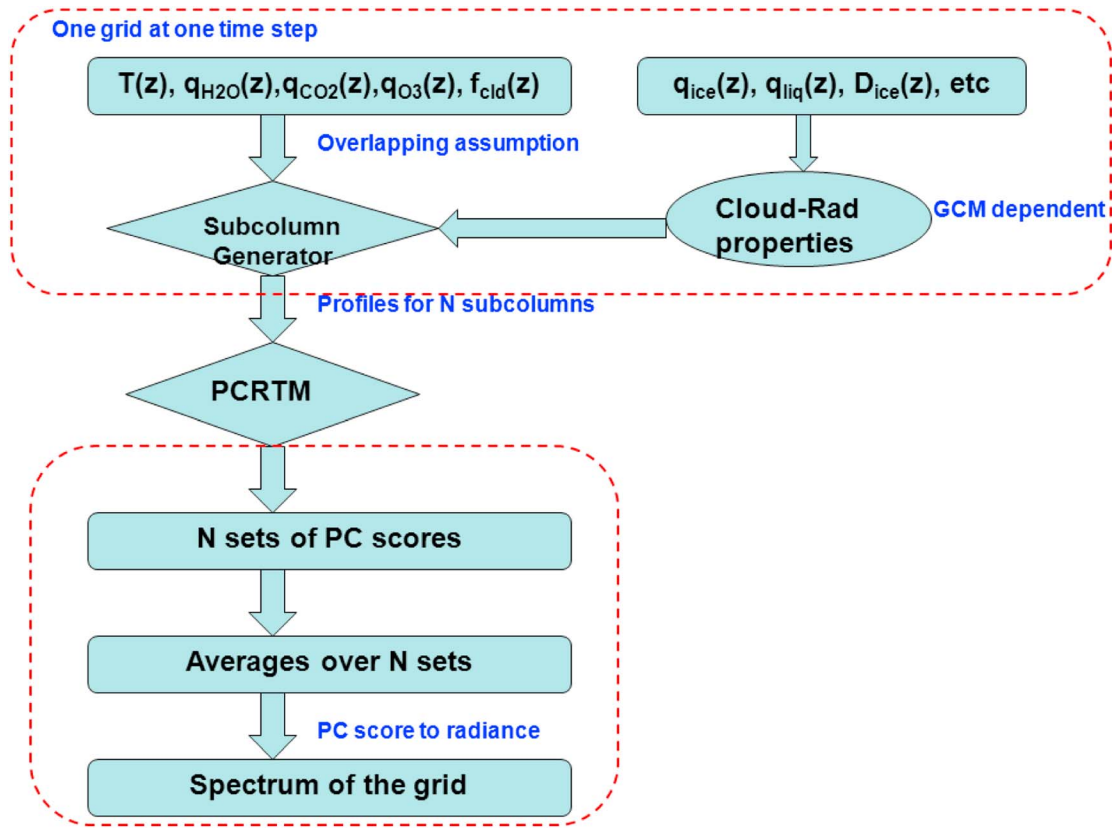 One grid at one time step
T(z), qH2O(z),qCO2(z),qO3(z), fcld(z)
qice(z), qliq(z), Dice(z), etc
Overlapping assumption
Subcolumn
Generator
Cloud-Rad
properties
GCM dependent
Profiles for N subcolumns
PCRTM
N sets of PC scores
Averages over N sets
PC score to radiance
Spectrum of the grid